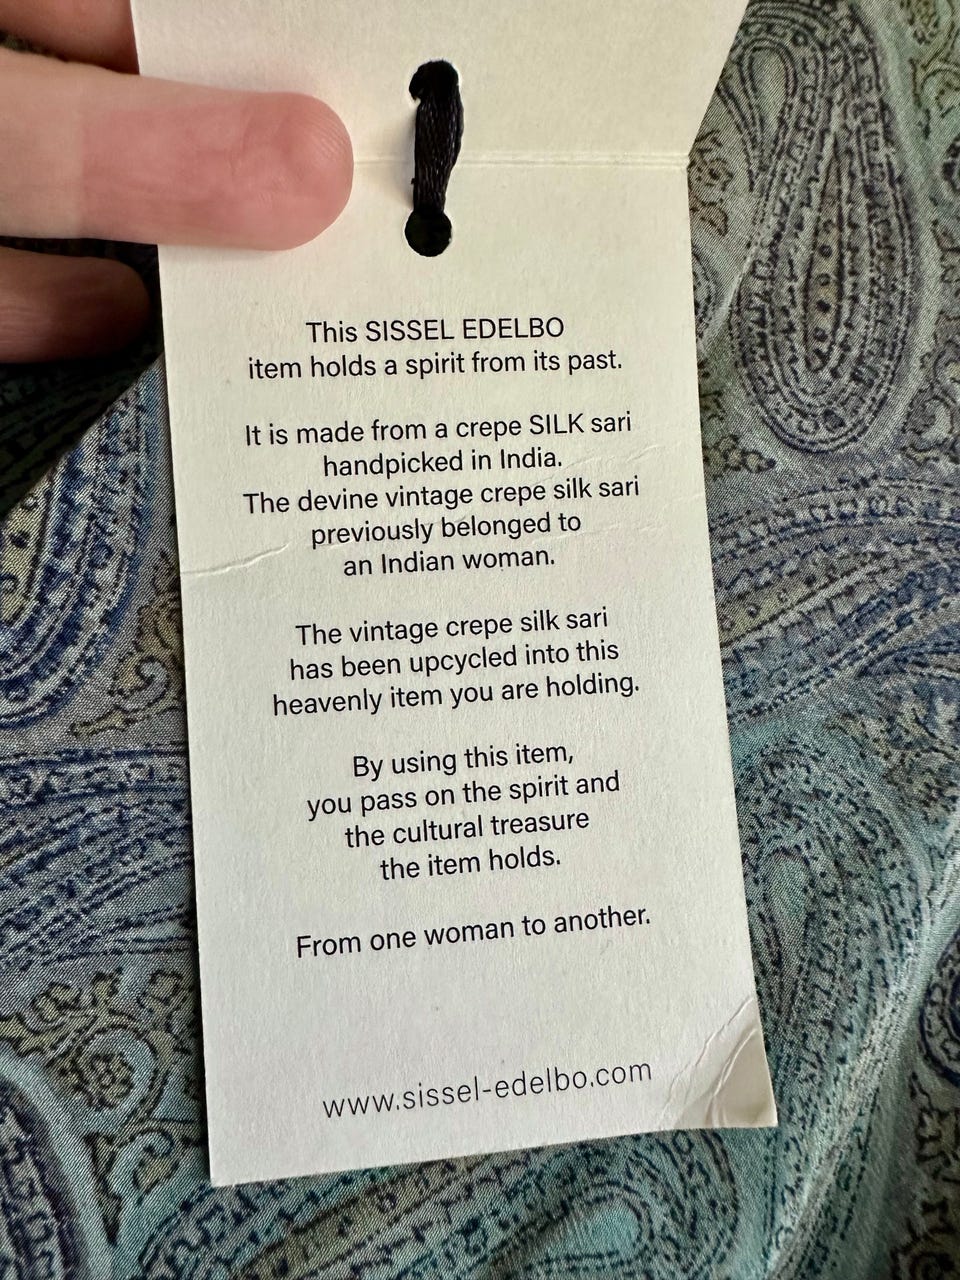 This SISSEL EDELBO
item holds a spirit from its past.
It is made from a crepe SILK sari
handpicked in India.
The devine vintage crepe silk sari
previously belonged to
an Indian woman.
The vintage crepe silk sari
has been upcycled into this
heavenly item you are holding.
By using this item,
you pass on the spirit and
the cultural treasure
the item holds.
From one woman to another.
www.sissel-edelbo.com